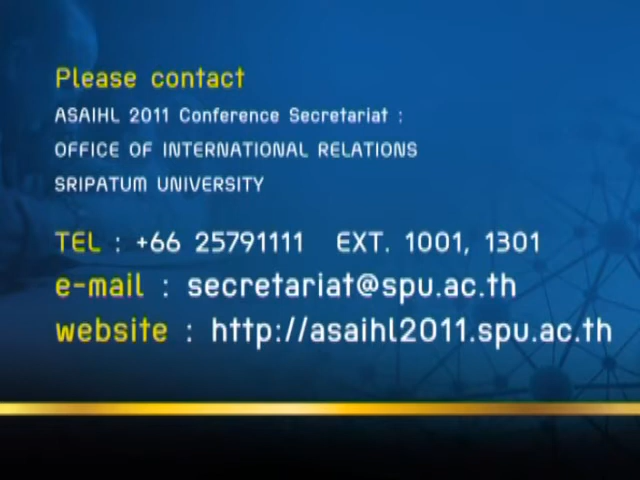 Please contact
ASAIHL 2011 Conference Secretariat :
OFFICE OF INTERNATIONAL RELATIONS
SRIPATUM UNIVERSITY
TEL : +66 25791111 EXT. 1001, 1301
e-mail : secretariat@spu.ac.th
website : http://asaihl2011.spu.ac.th